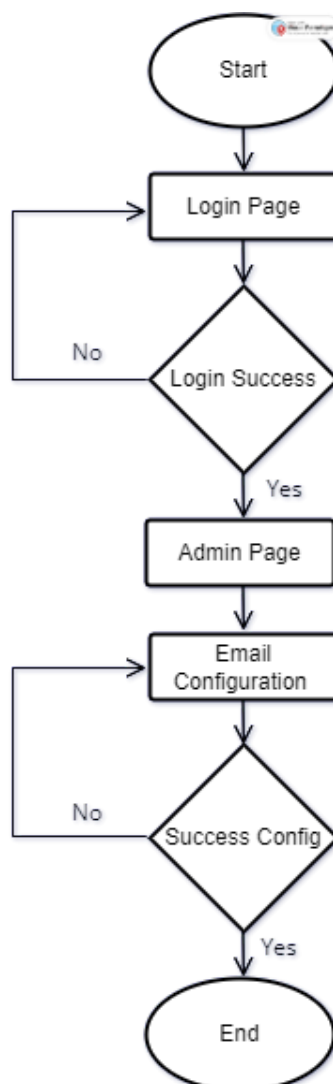 Start
Login Page
No
Login Success
Yes
Admin Page
Email
Configuration
No
Success Config
Yes
End